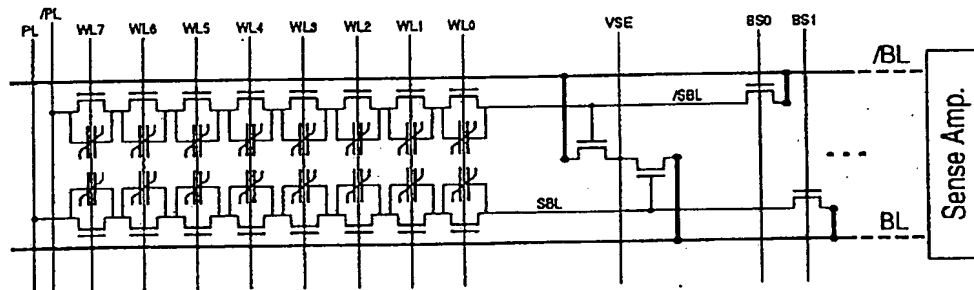 PL
/PL
WL7
WL6
WL5
WL4
WL3
WL2
WL1
WL0
VSE
BS0
BS1
/BL
/SBL
SBL
BL
Sense Amp.